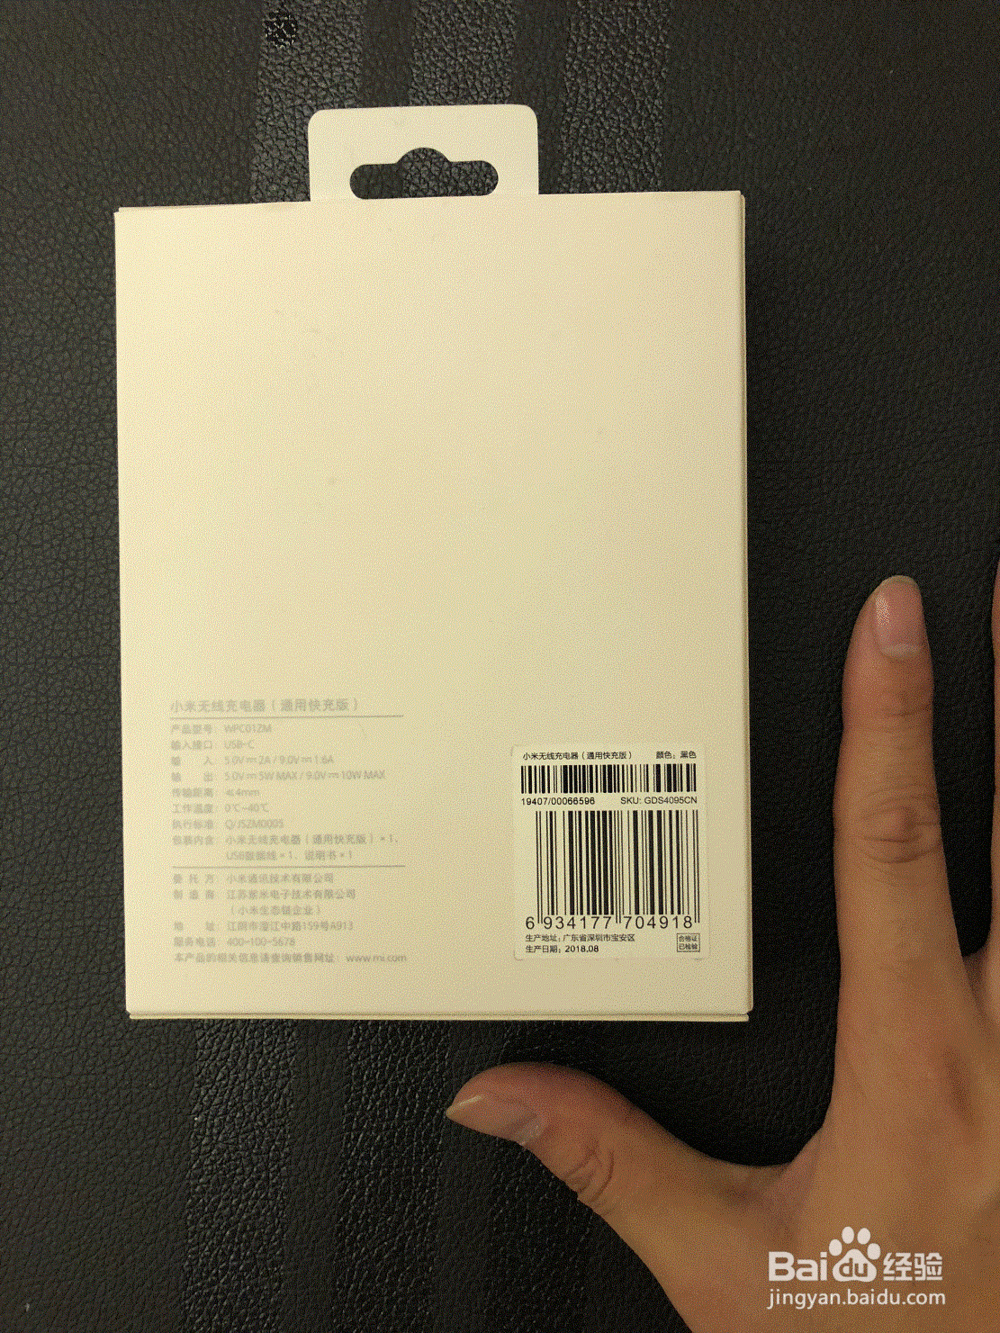 小米无线充电器（通用快充版）
产品型号：WPC01ZM
输入接口：USB-C
输　　入：5.0V⎓2A / 9.0V⎓1.6A
输　　出：5.0V⎓5W MAX / 9.0V⎓10W MAX
传输距离：≤4mm
工作温度：0℃~40℃
执行标准：Q/JSZM0003
包装内含：小米无线充电器（通用快充版）×1、
USB数据线×1、说明书×1
委 托 方：小米通讯技术有限公司
制 造 商：江苏紫米电子技术有限公司
（小米生态链企业）
地　　址：江阴市澄江中路159号A913
服务电话：400-100-5678
本产品的相关信息请查询销售网址：www.mi.com
小米无线充电器（通用快充版） 颜色：黑色
19407/00066596 SKU: GDS4095CN
6 934177 704918
生产地址：广东省深圳市宝安区
生产日期：2018.08
合格证
已检验
Baidu 经验
jingyan.baidu.com